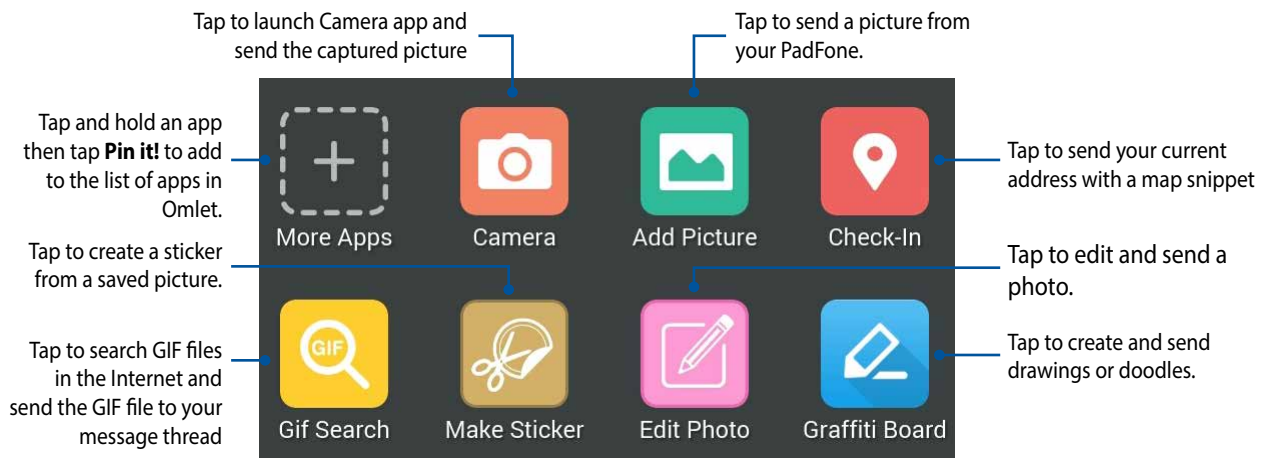 Tap to launch Camera app and
send the captured picture
Tap to send a picture from
your PadFone.
Tap and hold an app
then tap Pin it! to add
to the list of apps in
Omlet.
Tap to send your current
address with a map snippet
More Apps
Camera
Add Picture
Check-In
Tap to create a sticker
from a saved picture.
Tap to edit and send a
photo.
Tap to search GIF files
in the Internet and
send the GIF file to your
message thread
GIF
Tap to create and send
drawings or doodles.
Gif Search
Make Sticker
Edit Photo
Graffiti Board